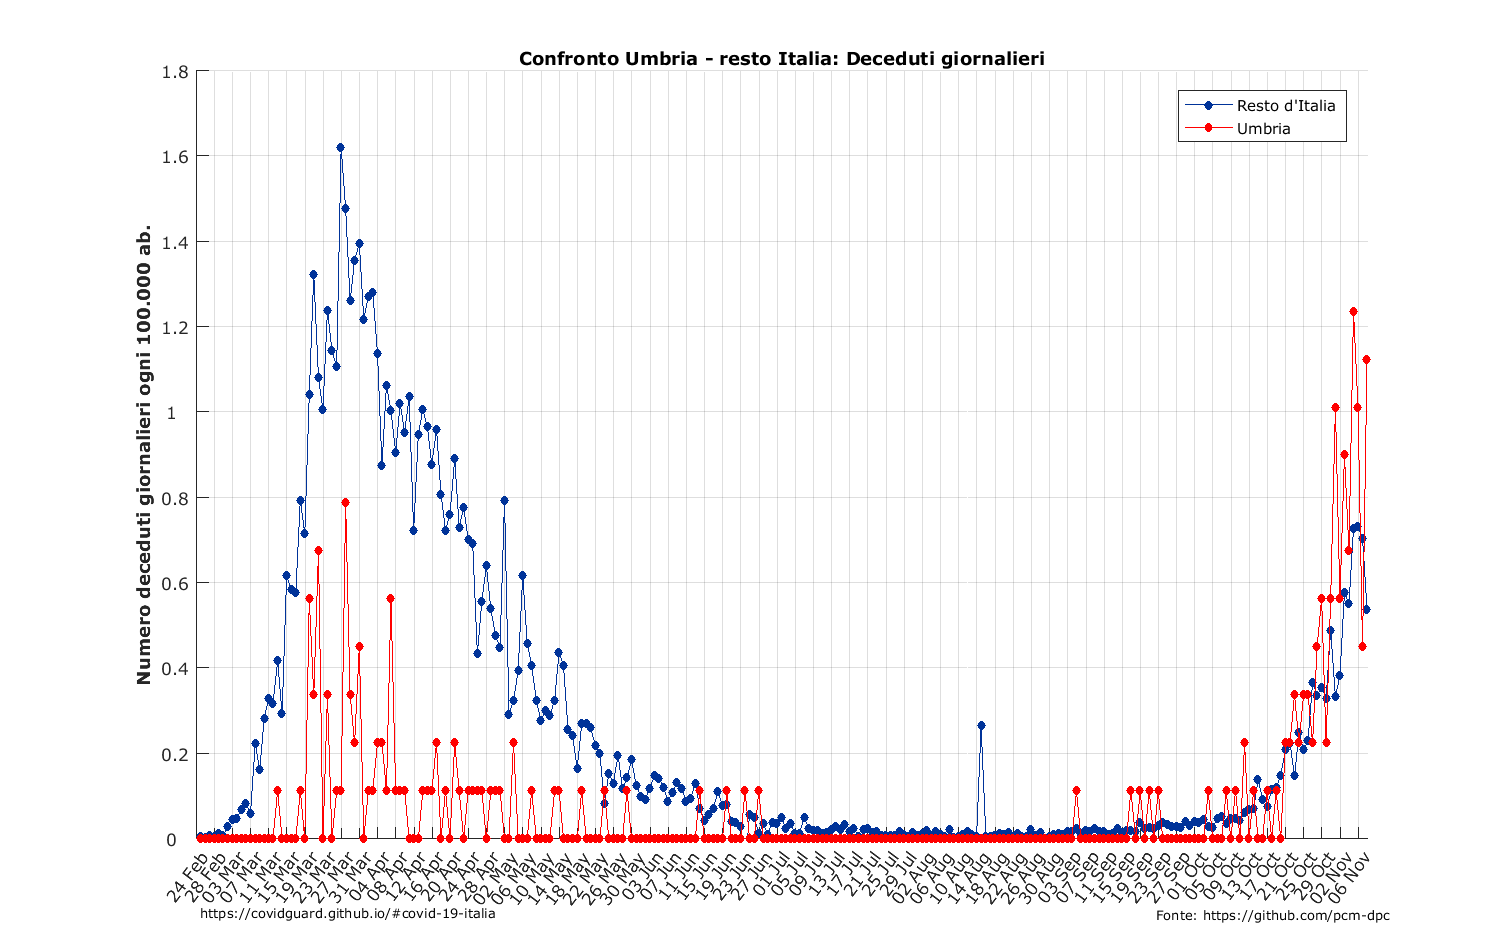 Confronto Umbria - resto Italia: Deceduti giornalieri
Resto d'Italia
Umbria
Numero deceduti giornalieri ogni 100.000 ab.
1.8
1.6
1.4
1.2
1
0.8
0.6
0.4
0.2
0
24 Feb
28 Feb
03 Mar
07 Mar
11 Mar
15 Mar
19 Mar
23 Mar
27 Mar
31 Mar
04 Apr
08 Apr
12 Apr
16 Apr
20 Apr
24 Apr
28 Apr
02 May
06 May
10 May
14 May
18 May
22 May
26 May
30 May
03 Jun
07 Jun
11 Jun
15 Jun
19 Jun
23 Jun
27 Jun
01 Jul
05 Jul
09 Jul
13 Jul
17 Jul
21 Jul
25 Jul
29 Jul
02 Aug
06 Aug
10 Aug
14 Aug
18 Aug
22 Aug
26 Aug
30 Aug
03 Sep
07 Sep
11 Sep
15 Sep
19 Sep
23 Sep
27 Sep
01 Oct
05 Oct
09 Oct
13 Oct
17 Oct
21 Oct
25 Oct
29 Oct
02 Nov
06 Nov
https://covidguard.github.io/#covid-19-italia
Fonte: https://github.com/pcm-dpc